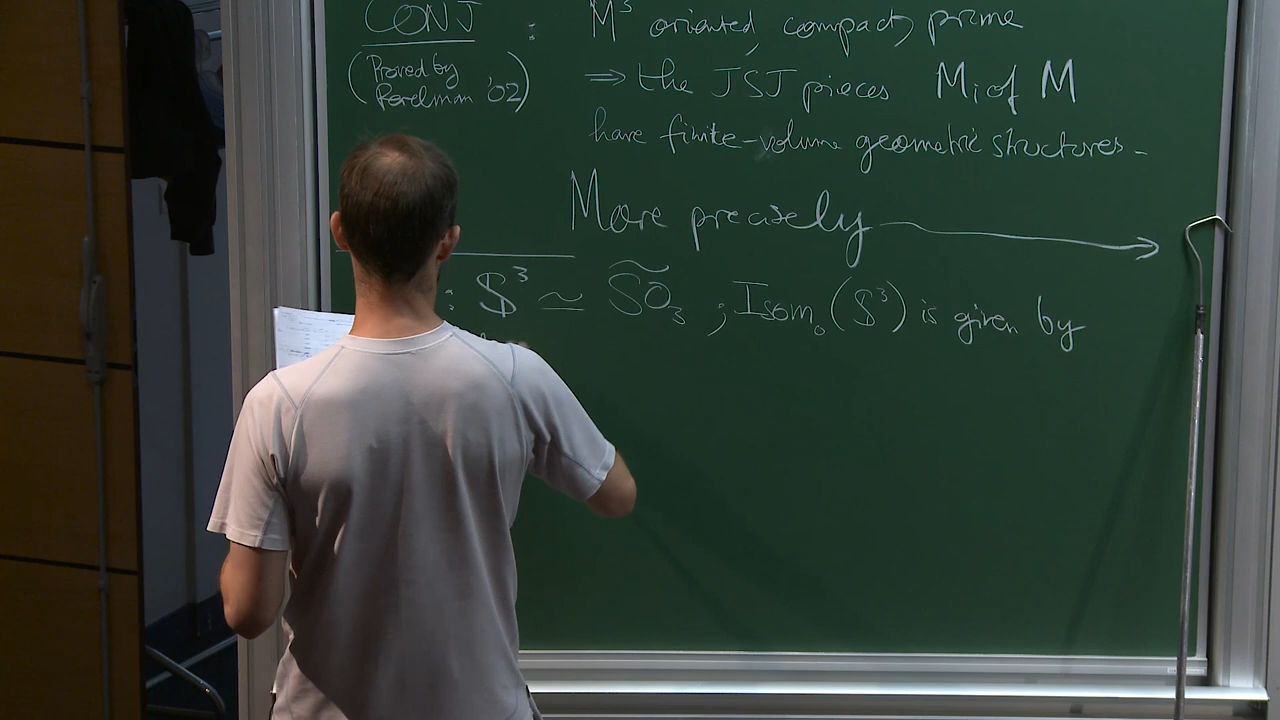 CONJ : M³ oriented, compact, prime
(Proved by Perelman '02) ⇒ the JSJ pieces Mᵢ of M
have finite-volume geometric structures.
More precisely →
: S³ ≃ S̃O₃ ; Isom₀(S³) is given by